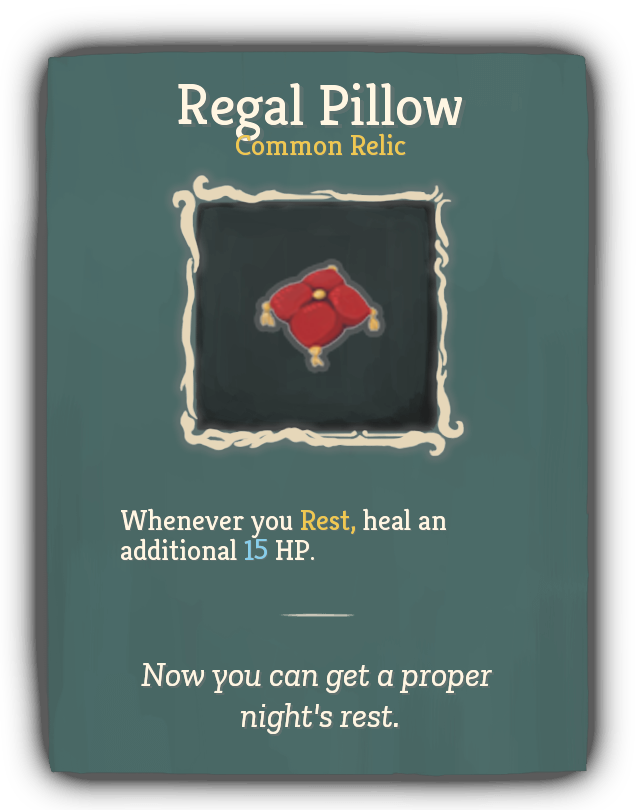 Regal Pillow
Common Relic
Whenever you Rest, heal an
additional 15 HP.
Now you can get a proper
night's rest.